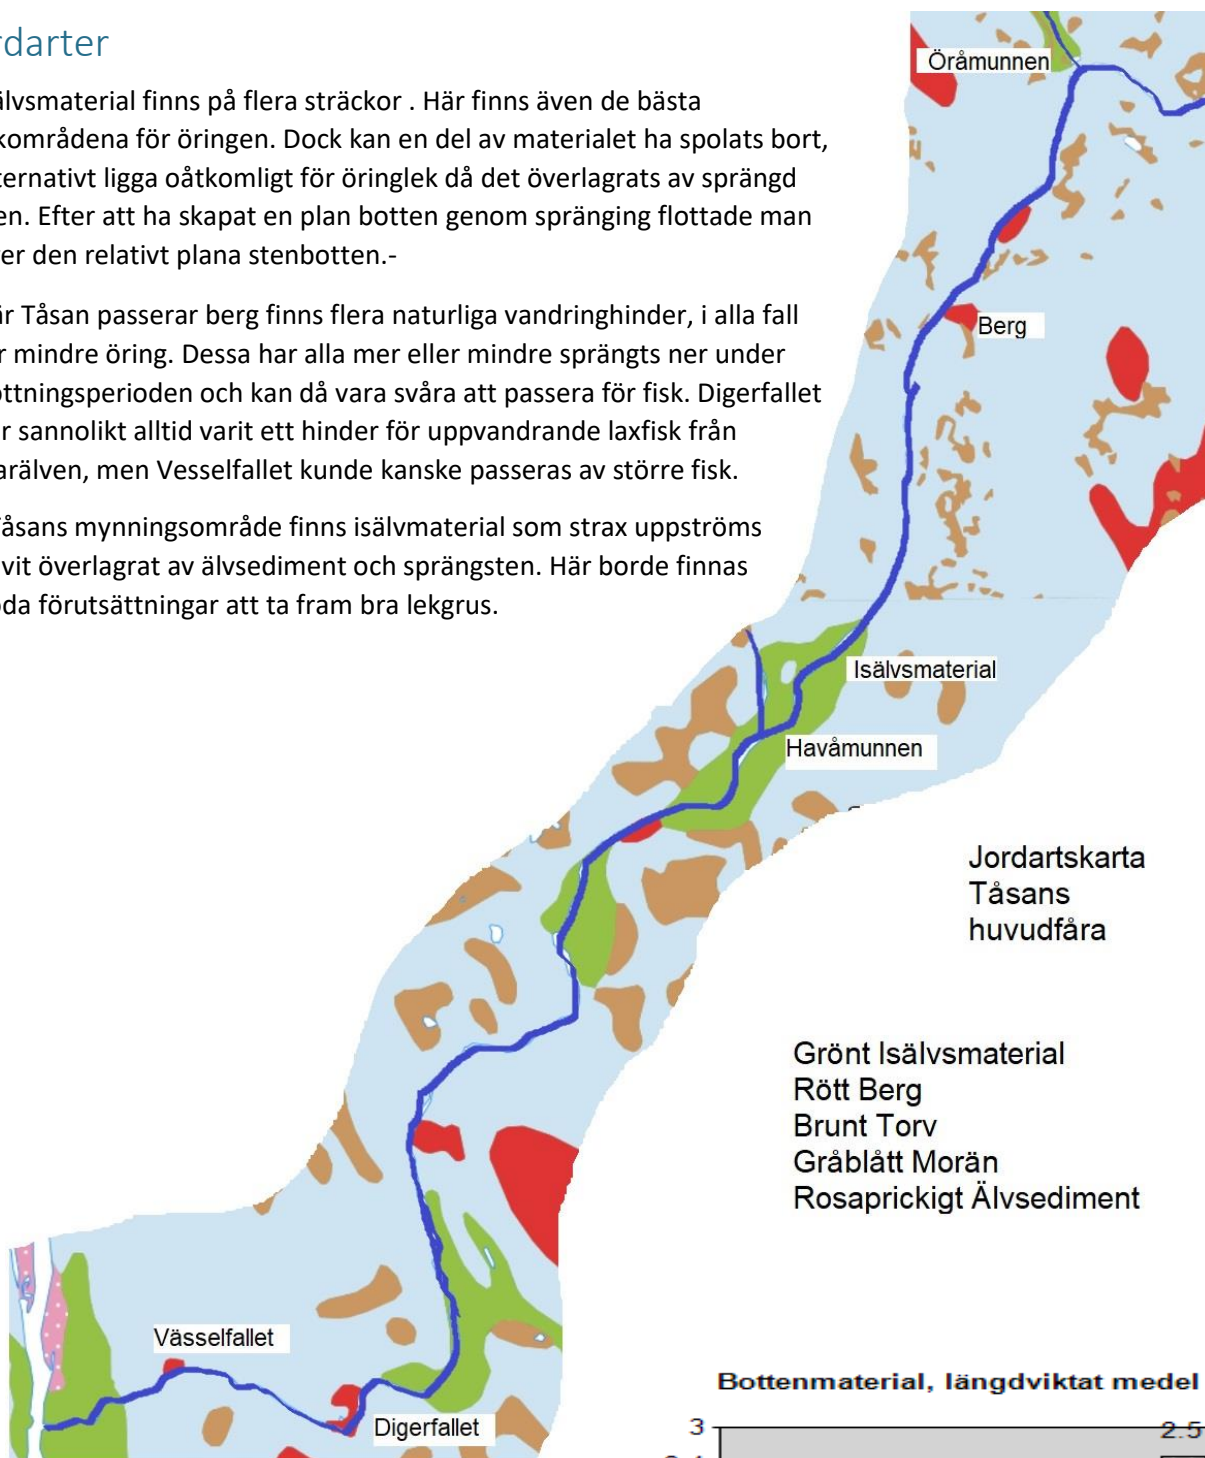 rdarter
älvsmaterial finns på flera sträckor . Här finns även de bästa
kområdena för öringen. Dock kan en del av materialet ha spolats bort,
ternativt ligga oåtkomligt för öringlek då det överlagrats av sprängd
en. Efter att ha skapat en plan botten genom spränging flottade man
er den relativt plana stenbotten.-
är Tåsan passerar berg finns flera naturliga vandringhinder, i alla fall
r mindre öring. Dessa har alla mer eller mindre sprängts ner under
ottningsperioden och kan då vara svåra att passera för fisk. Digerfallet
r sannolikt alltid varit ett hinder för uppvandrande laxfisk från
arälven, men Vesselfallet kunde kanske passeras av större fisk.
Tåsans mynningsområde finns isälvmaterial som strax uppströms
ivit överlagrat av älvsediment och sprängsten. Här borde finnas
oda förutsättningar att ta fram bra lekgrus.
Öråmunnen
Berg
Isälvsmaterial
Havåmunnen
Jordartskarta
Tåsans
huvudfåra
Grönt Isälvsmaterial
Rött Berg
Brunt Torv
Gråblått Morän
Rosaprickigt Älvsediment
Vässelfallet
Digerfallet
Bottenmaterial, längdviktat medel
3
2.5